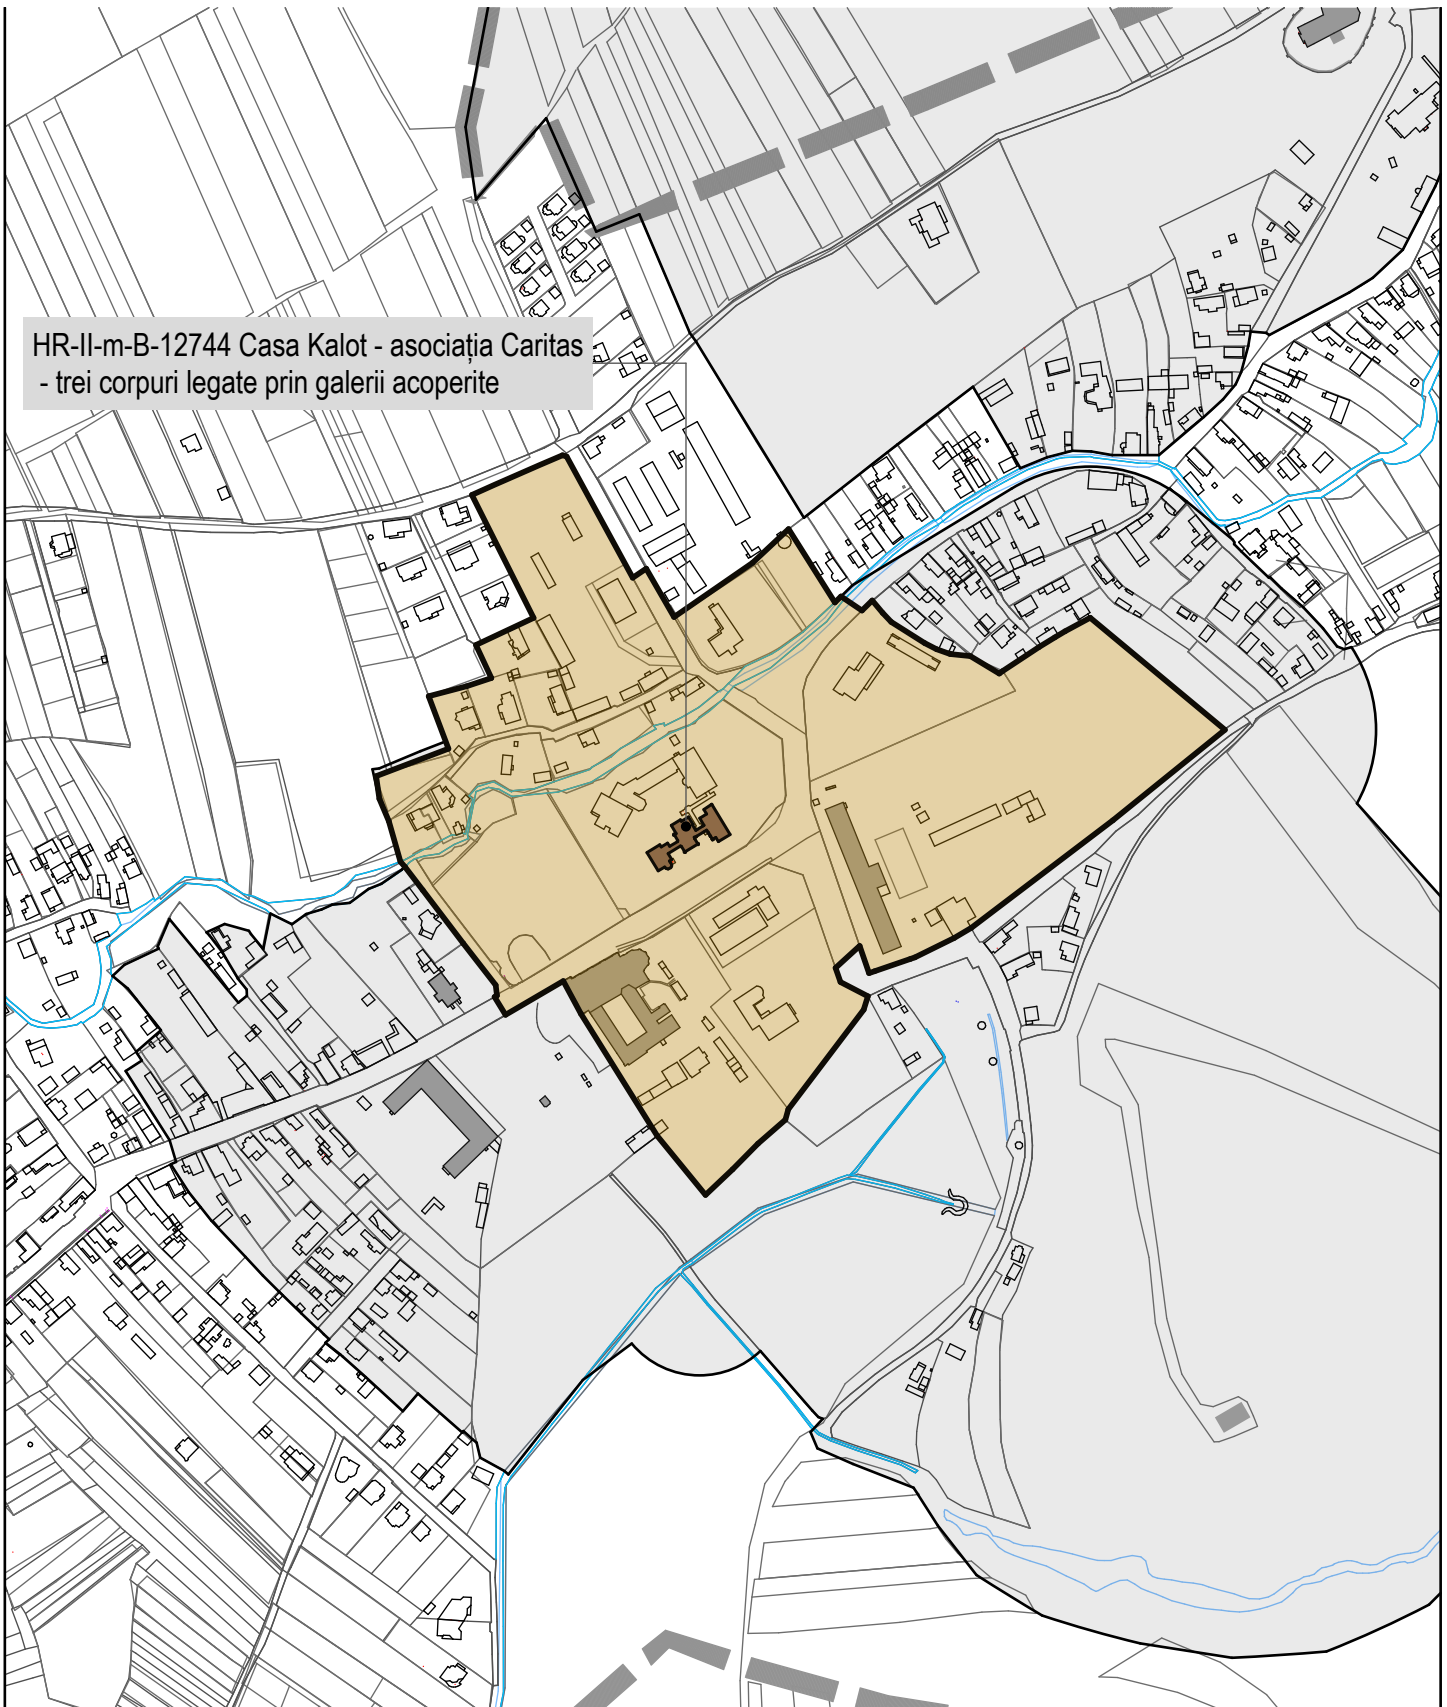 HR-II-m-B-12744 Casa Kalot - asociația Caritas
- trei corpuri legate prin galerii acoperite